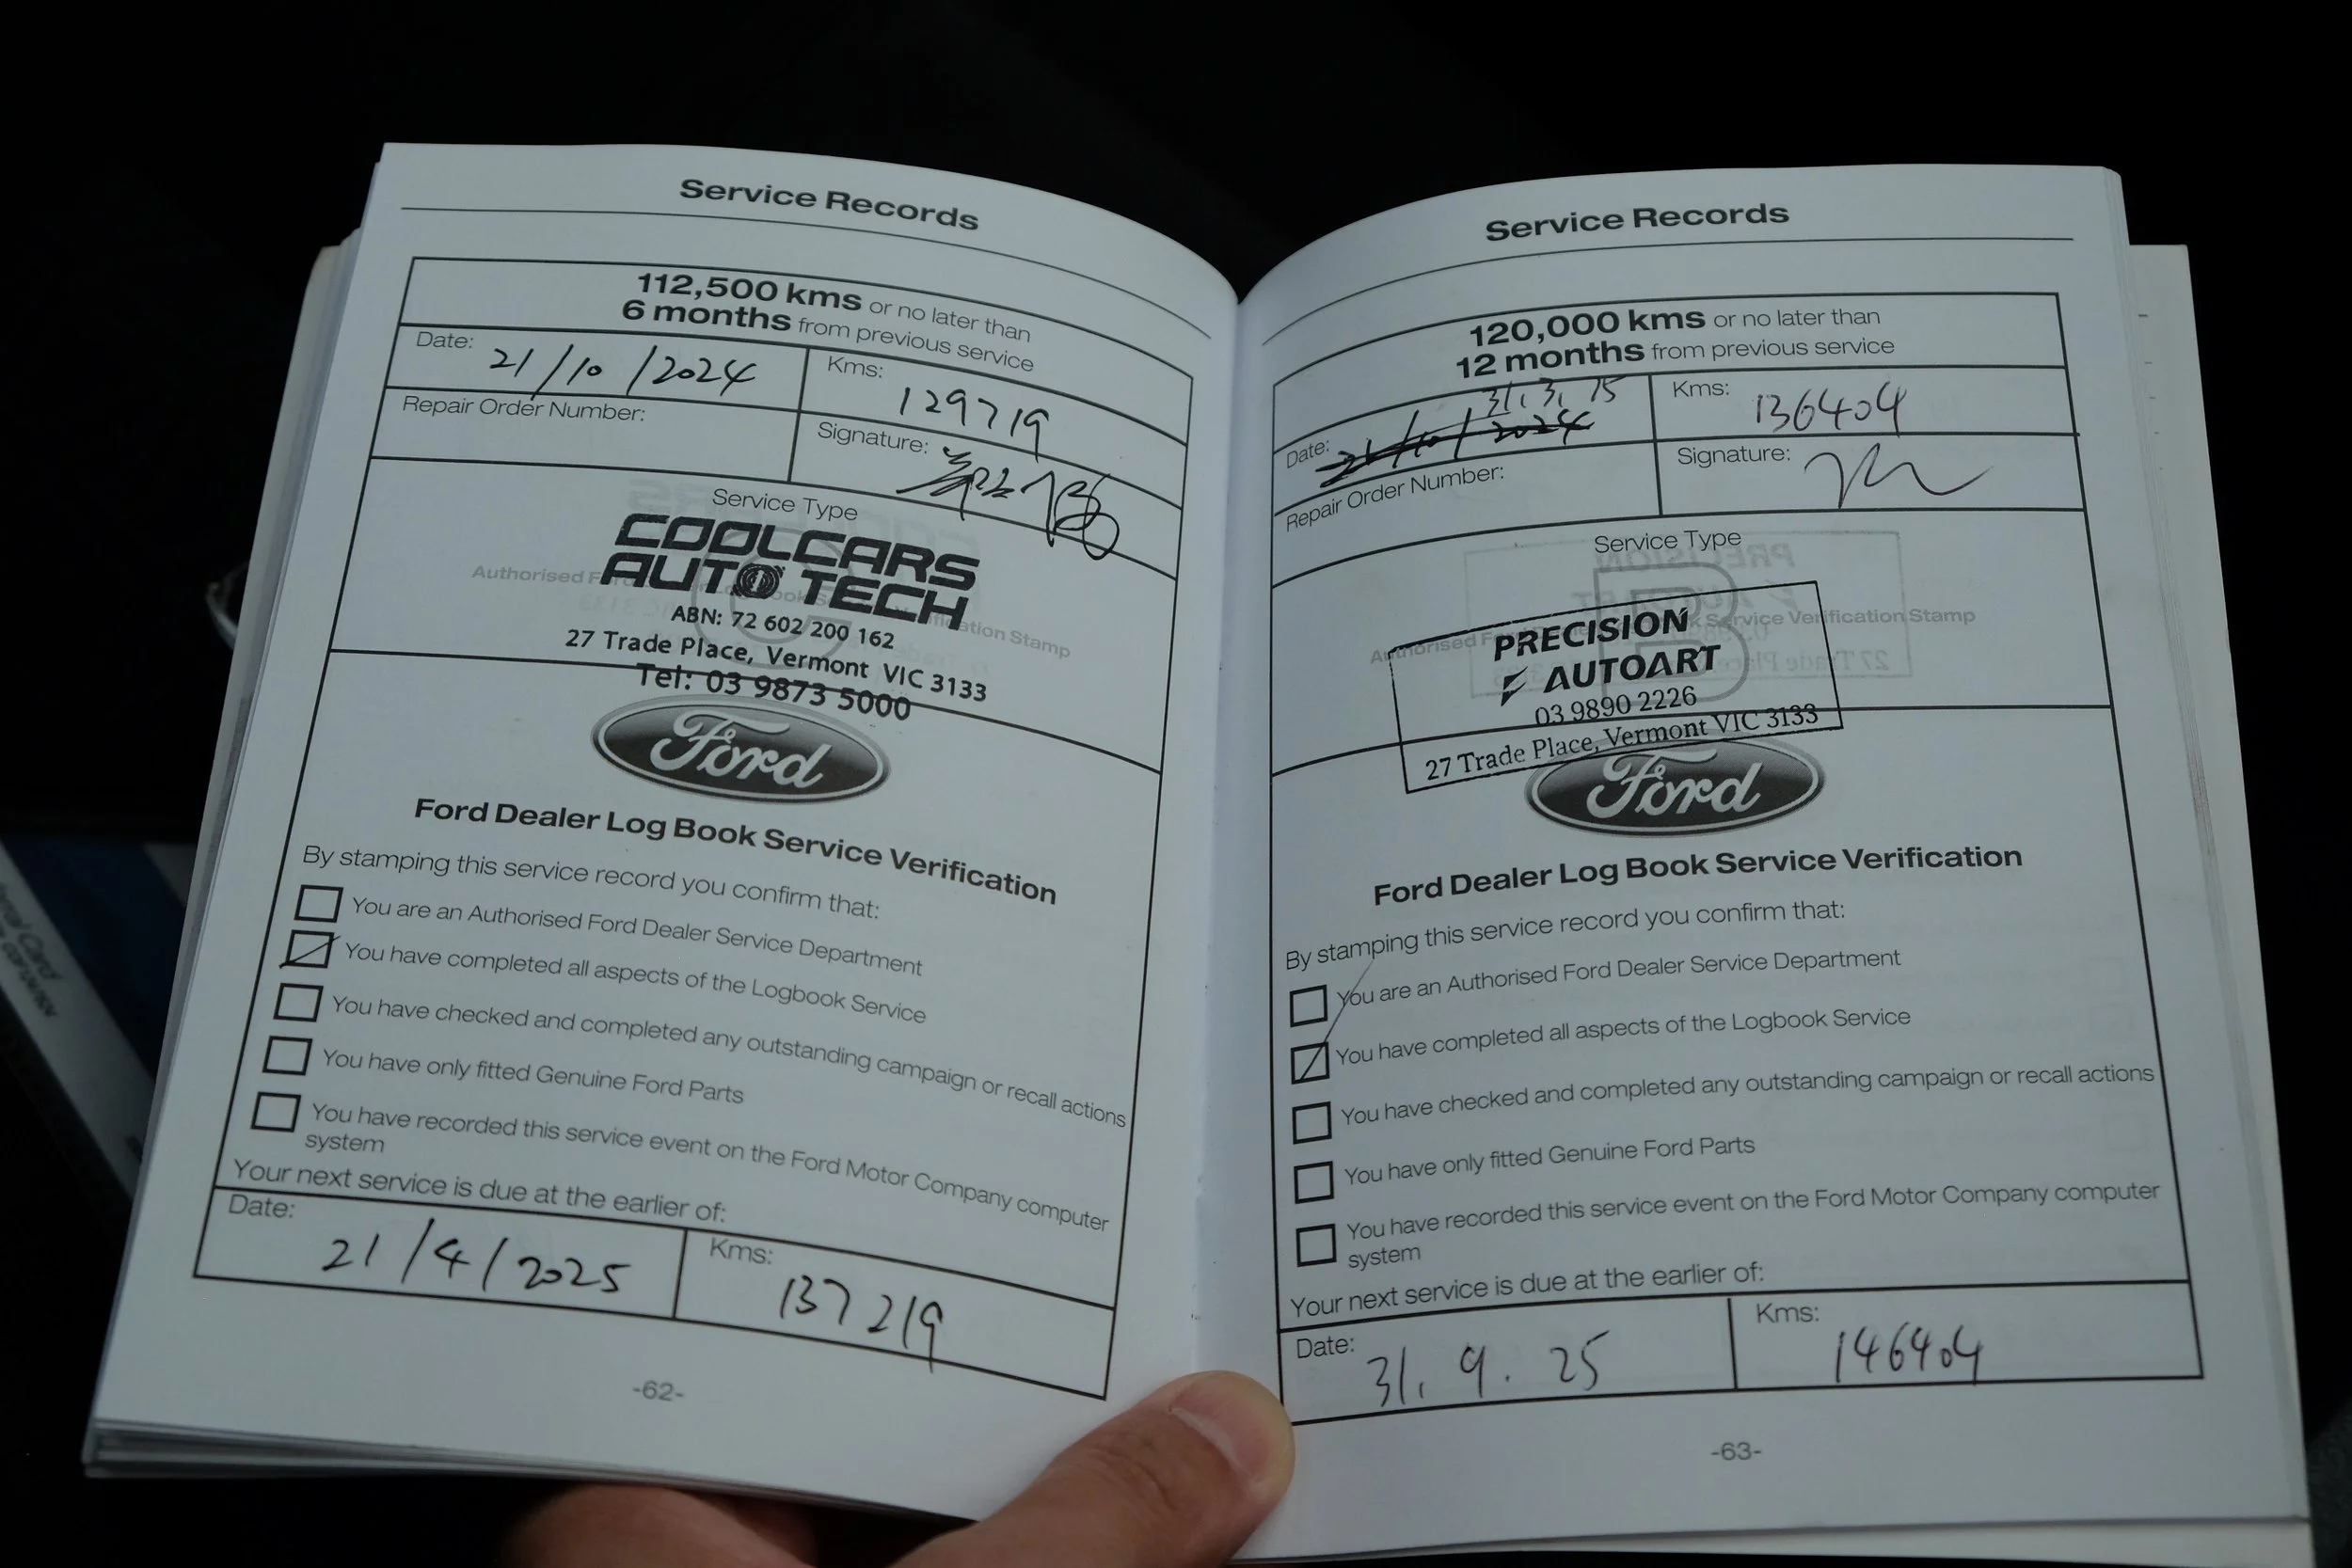 Service Records
112,500 kms or no later than
6 months from previous service
Date: 21/10/2024
Kms: 129719
Repair Order Number:
Signature:
Service Type
COOLCARS
AUTO TECH
ABN: 72 602 200 162
27 Trade Place, Vermont VIC 3133
Tel: 03 9873 5000
Ford
Ford Dealer Log Book Service Verification
By stamping this service record you confirm that:
You are an Authorised Ford Dealer Service Department
You have completed all aspects of the Logbook Service
You have checked and completed any outstanding campaign or recall actions
You have only fitted Genuine Ford Parts
You have recorded this service event on the Ford Motor Company computer
system
Your next service is due at the earlier of:
Date: 21/4/2025
Kms: 137219
-62-
Service Records
120,000 kms or no later than
12 months from previous service
31.3.25
Date: 21/10/2024
Kms: 136404
Repair Order Number:
Signature:
Service Type
Authorised Service Verification Stamp
PRECISION
AUTOART
03 9890 2226
27 Trade Place, Vermont VIC 3133
Ford
Ford Dealer Log Book Service Verification
By stamping this service record you confirm that:
You are an Authorised Ford Dealer Service Department
You have completed all aspects of the Logbook Service
You have checked and completed any outstanding campaign or recall actions
You have only fitted Genuine Ford Parts
You have recorded this service event on the Ford Motor Company computer
system
Your next service is due at the earlier of:
Date: 31.9.25
Kms: 146404
-63-